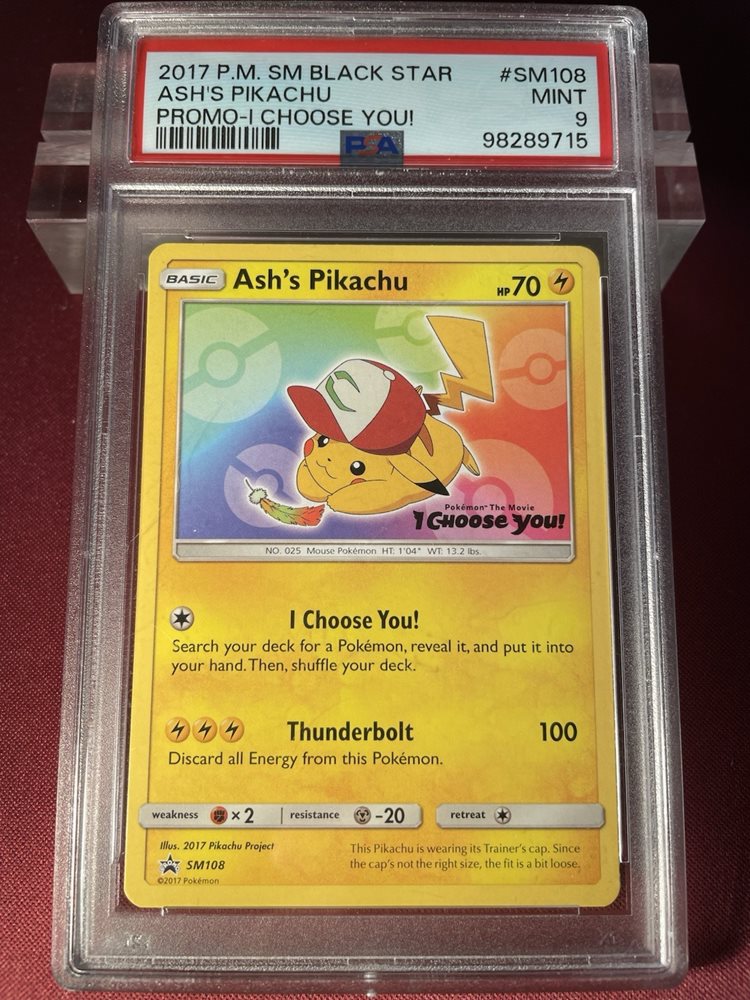 2017 P.M. SM BLACK STAR #SM108
ASH'S PIKACHU MINT
PROMO-I CHOOSE YOU! 9
PSA 98289715
BASIC Ash's Pikachu HP 70
Pokémon The Movie
I CHOOSE YOU!
NO. 025 Mouse Pokémon HT: 1'04" WT: 13.2 lbs.
I Choose You!
Search your deck for a Pokémon, reveal it, and put it into
your hand. Then, shuffle your deck.
Thunderbolt 100
Discard all Energy from this Pokémon.
weakness ×2 resistance -20 retreat
Illus. 2017 Pikachu Project
SM108
©2017 Pokémon
This Pikachu is wearing its Trainer's cap. Since
the cap's not the right size, the fit is a bit loose.